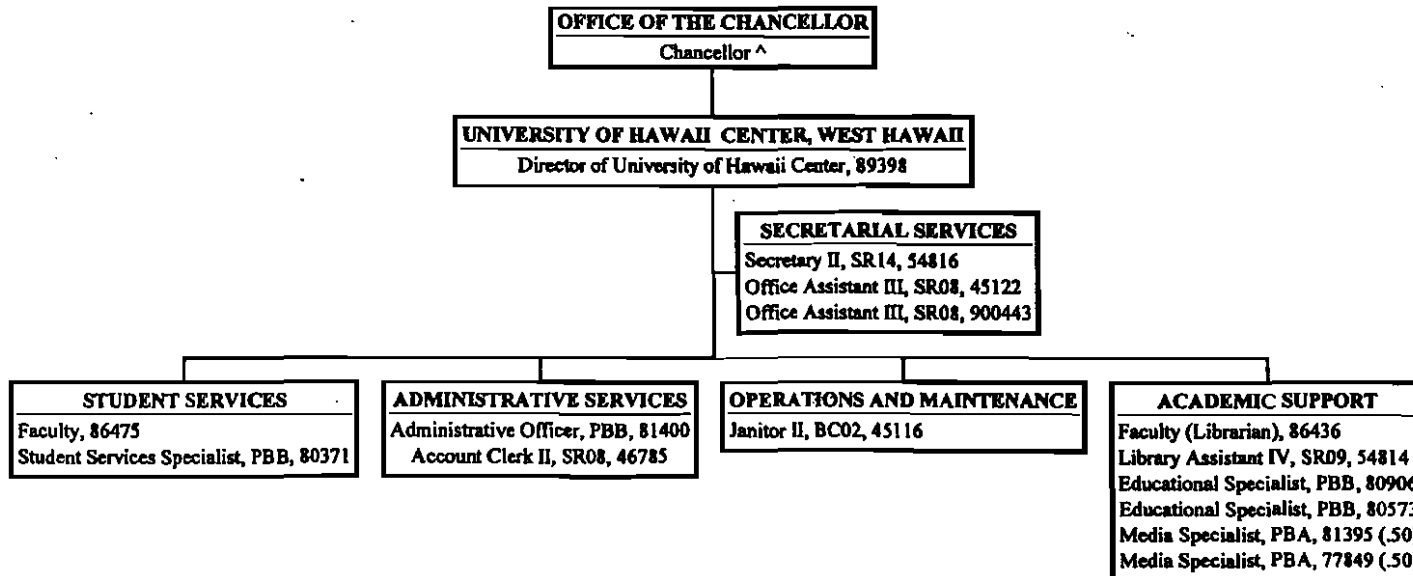 OFFICE OF THE CHANCELLOR
Chancellor ^
UNIVERSITY OF HAWAII CENTER, WEST HAWAII
Director of University of Hawaii Center, 89398
SECRETARIAL SERVICES
Secretary II, SR14, 54816
Office Assistant III, SR08, 45122
Office Assistant III, SR08, 900443
STUDENT SERVICES
Faculty, 86475
Student Services Specialist, PBB, 80371
ADMINISTRATIVE SERVICES
Administrative Officer, PBB, 81400
Account Clerk II, SR08, 46785
OPERATIONS AND MAINTENANCE
Janitor II, BC02, 45116
ACADEMIC SUPPORT
Faculty (Librarian), 86436
Library Assistant IV, SR09, 54814
Educational Specialist, PBB, 80906
Educational Specialist, PBB, 80573
Media Specialist, PBA, 81395 (.50
Media Specialist, PBA, 77849 (.50